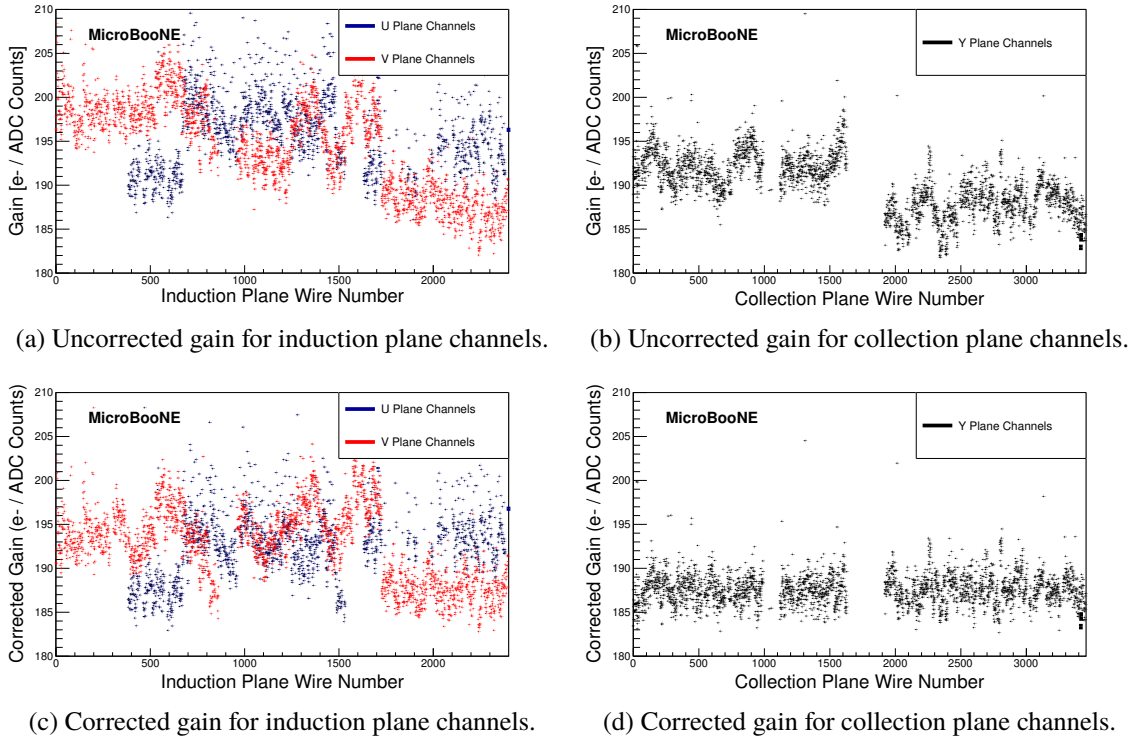 MicroBooNE
U Plane Channels
V Plane Channels
Gain [e- / ADC Counts]
210
205
200
195
190
185
180
0 500 1000 1500 2000
Induction Plane Wire Number
MicroBooNE
Y Plane Channels
Gain [e- / ADC Counts]
210
205
200
195
190
185
180
0 500 1000 1500 2000 2500 3000
Collection Plane Wire Number
(a) Uncorrected gain for induction plane channels.
(b) Uncorrected gain for collection plane channels.
MicroBooNE
U Plane Channels
V Plane Channels
Corrected Gain (e- / ADC Counts)
210
205
200
195
190
185
180
0 500 1000 1500 2000
Induction Plane Wire Number
MicroBooNE
Y Plane Channels
Corrected Gain (e- / ADC Counts)
210
205
200
195
190
185
180
0 500 1000 1500 2000 2500 3000
Collection Plane Wire Number
(c) Corrected gain for induction plane channels.
(d) Corrected gain for collection plane channels.